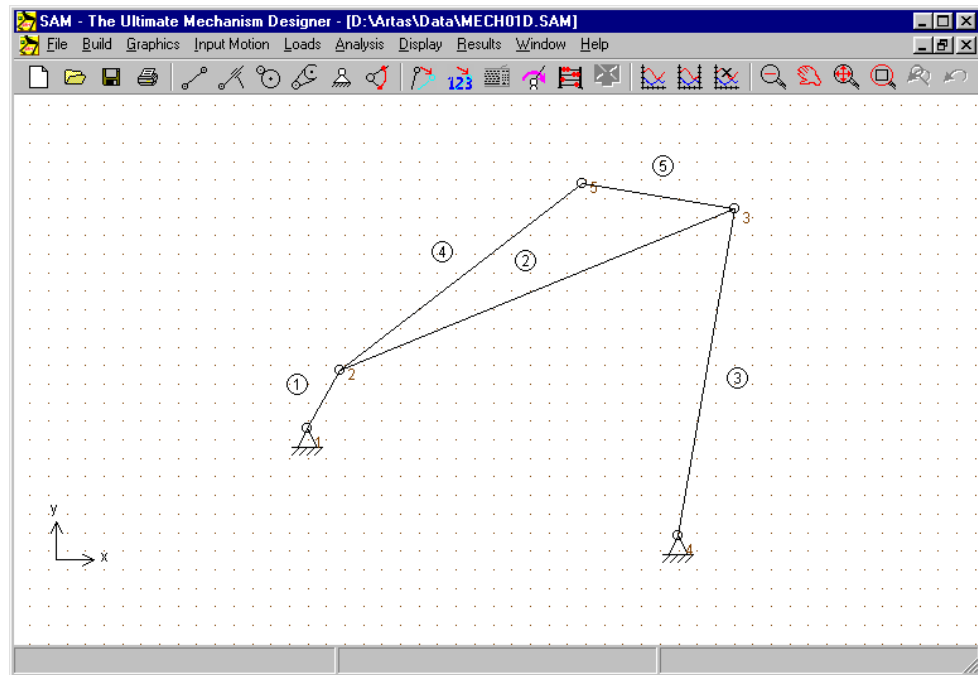 SAM - The Ultimate Mechanism Designer - [D:\Artas\Data\MECH01D.SAM]
File Build Graphics Input Motion Loads Analysis Display Results Window Help
123
5
5
3
4
2
1
2
3
1
y
x
4